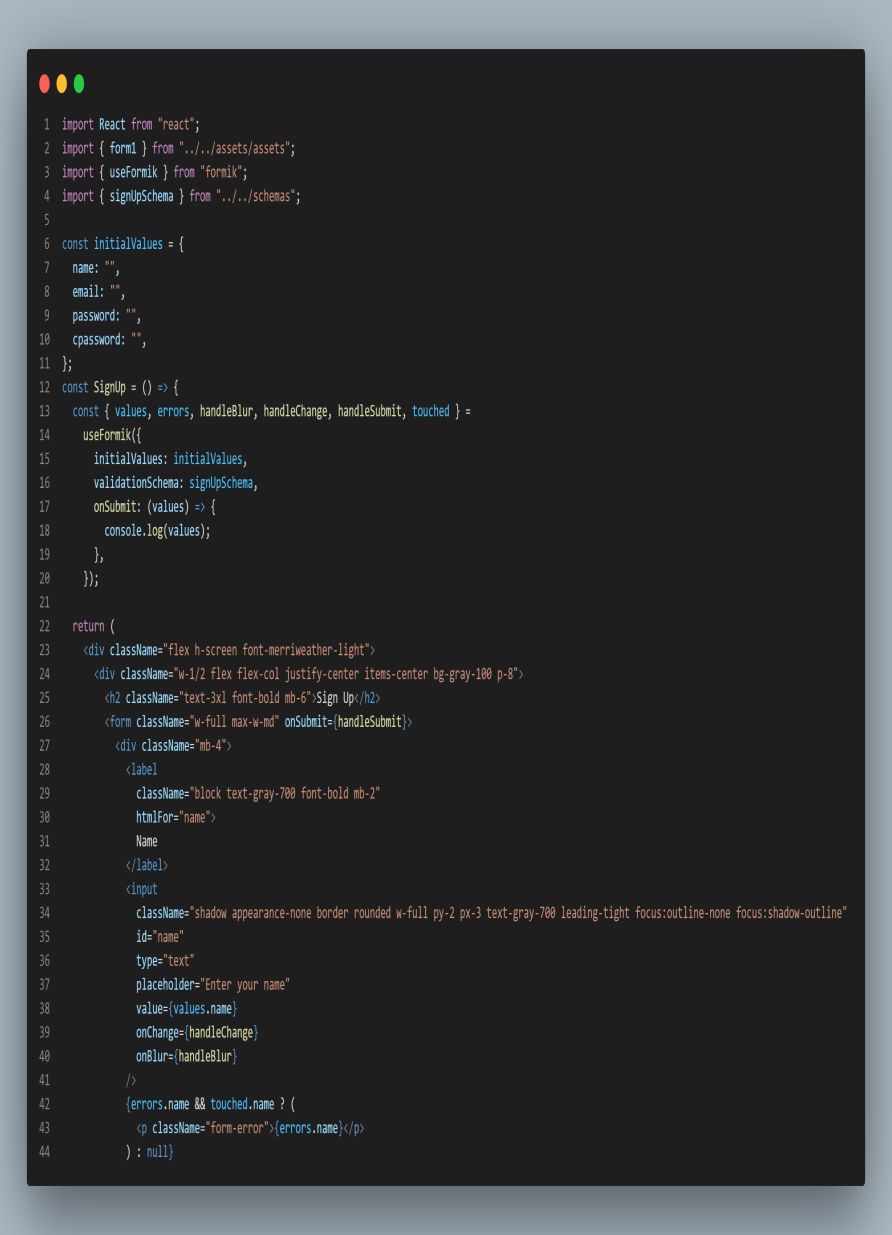 1 import React from "react";
2 import { form1 } from "../../assets/assets";
3 import { useFormik } from "formik";
4 import { signUpSchema } from "../../schemas";
5
6 const initialValues = {
7   name: "",
8   email: "",
9   password: "",
10   cpassword: "",
11 };
12 const SignUp = () => {
13   const { values, errors, handleBlur, handleChange, handleSubmit, touched } =
14     useFormik({
15       initialValues: initialValues,
16       validationSchema: signUpSchema,
17       onSubmit: (values) => {
18         console.log(values);
19       },
20     });
21
22   return (
23     <div className="flex h-screen font-merriweather-light">
24       <div className="w-1/2 flex flex-col justify-center items-center bg-gray-100 p-8">
25         <h2 className="text-3xl font-bold mb-6">Sign Up</h2>
26         <form className="w-full max-w-md" onSubmit={handleSubmit}>
27           <div className="mb-4">
28             <label
29               className="block text-gray-700 font-bold mb-2"
30               htmlFor="name">
31               Name
32             </label>
33             <input
34               className="shadow appearance-none border rounded w-full py-2 px-3 text-gray-700 leading-tight focus:outline-none focus:shadow-outline"
35               id="name"
36               type="text"
37               placeholder="Enter your name"
38               value={values.name}
39               onChange={handleChange}
40               onBlur={handleBlur}
41             />
42             {errors.name && touched.name ? (
43               <p className="form-error">{errors.name}</p>
44             ) : null}